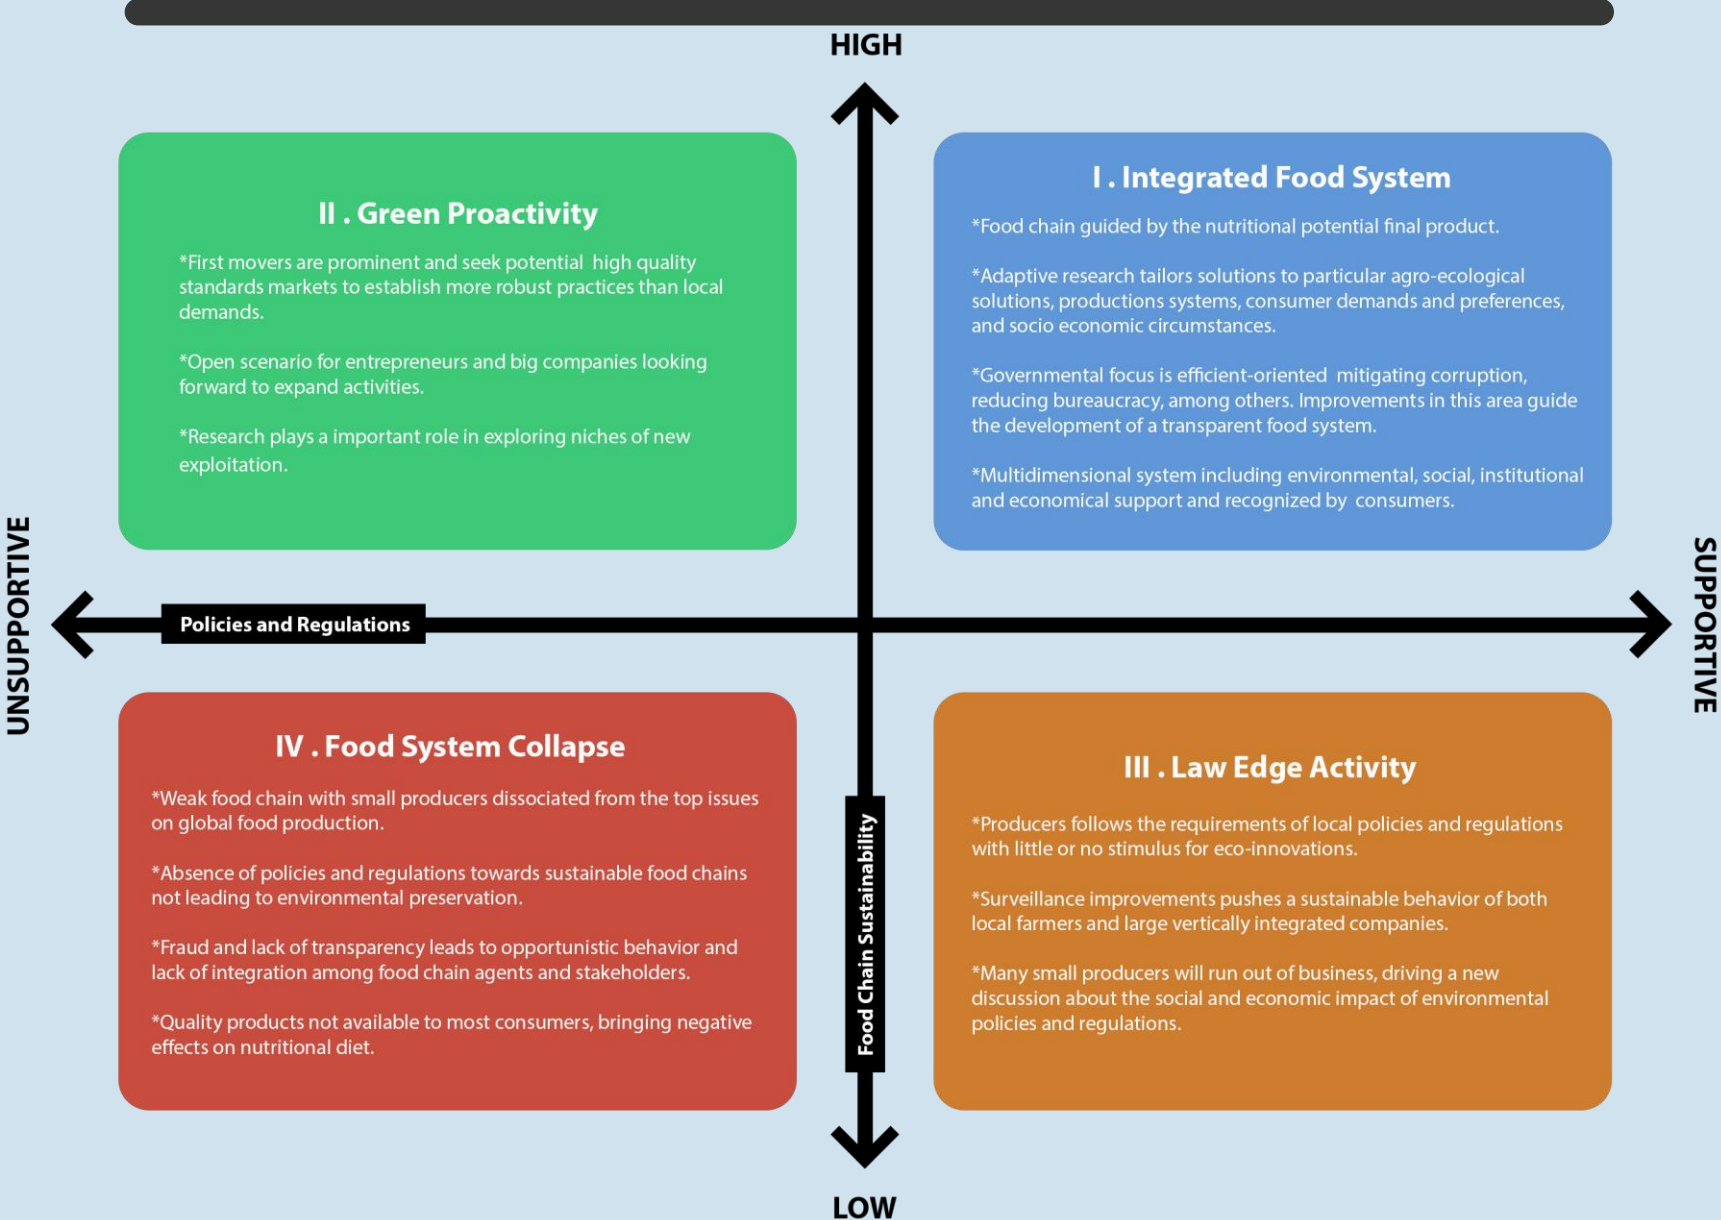 HIGH
II . Green Proactivity
*First movers are prominent and seek potential high quality
standards markets to establish more robust practices than local
demands.
*Open scenario for entrepreneurs and big companies looking
forward to expand activities.
*Research plays a important role in exploring niches of new
exploitation.
I . Integrated Food System
*Food chain guided by the nutritional potential final product.
*Adaptive research tailors solutions to particular agro-ecological
solutions, productions systems, consumer demands and preferences,
and socio economic circumstances.
*Governmental focus is efficient-oriented mitigating corruption,
reducing bureaucracy, among others. Improvements in this area guide
the development of a transparent food system.
*Multidimensional system including environmental, social, institutional
and economical support and recognized by consumers.
UNSUPPORTIVE
Policies and Regulations
SUPPORTIVE
IV . Food System Collapse
*Weak food chain with small producers dissociated from the top issues
on global food production.
*Absence of policies and regulations towards sustainable food chains
not leading to environmental preservation.
*Fraud and lack of transparency leads to opportunistic behavior and
lack of integration among food chain agents and stakeholders.
*Quality products not available to most consumers, bringing negative
effects on nutritional diet.
Food Chain Sustainability
III . Law Edge Activity
*Producers follows the requirements of local policies and regulations
with little or no stimulus for eco-innovations.
*Surveillance improvements pushes a sustainable behavior of both
local farmers and large vertically integrated companies.
*Many small producers will run out of business, driving a new
discussion about the social and economic impact of environmental
policies and regulations.
LOW